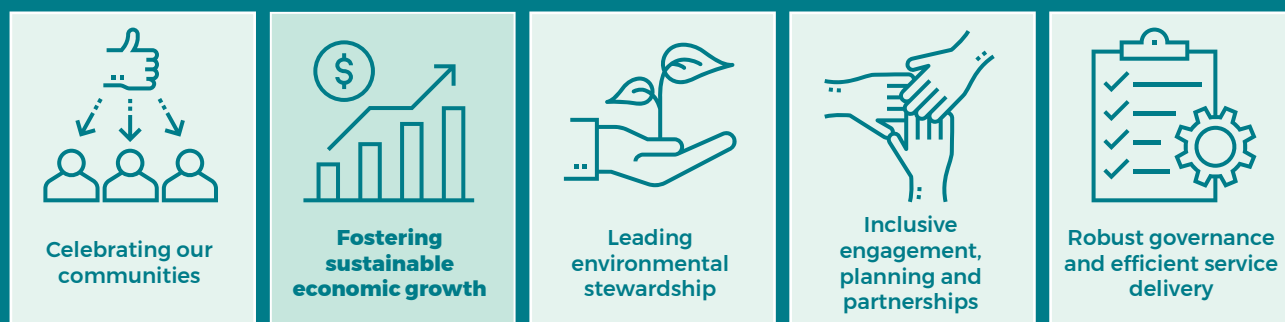 $
Celebrating our
communities
Fostering
sustainable
economic growth
Leading
environmental
stewardship
Inclusive
engagement,
planning and
partnerships
Robust governance
and efficient service
delivery